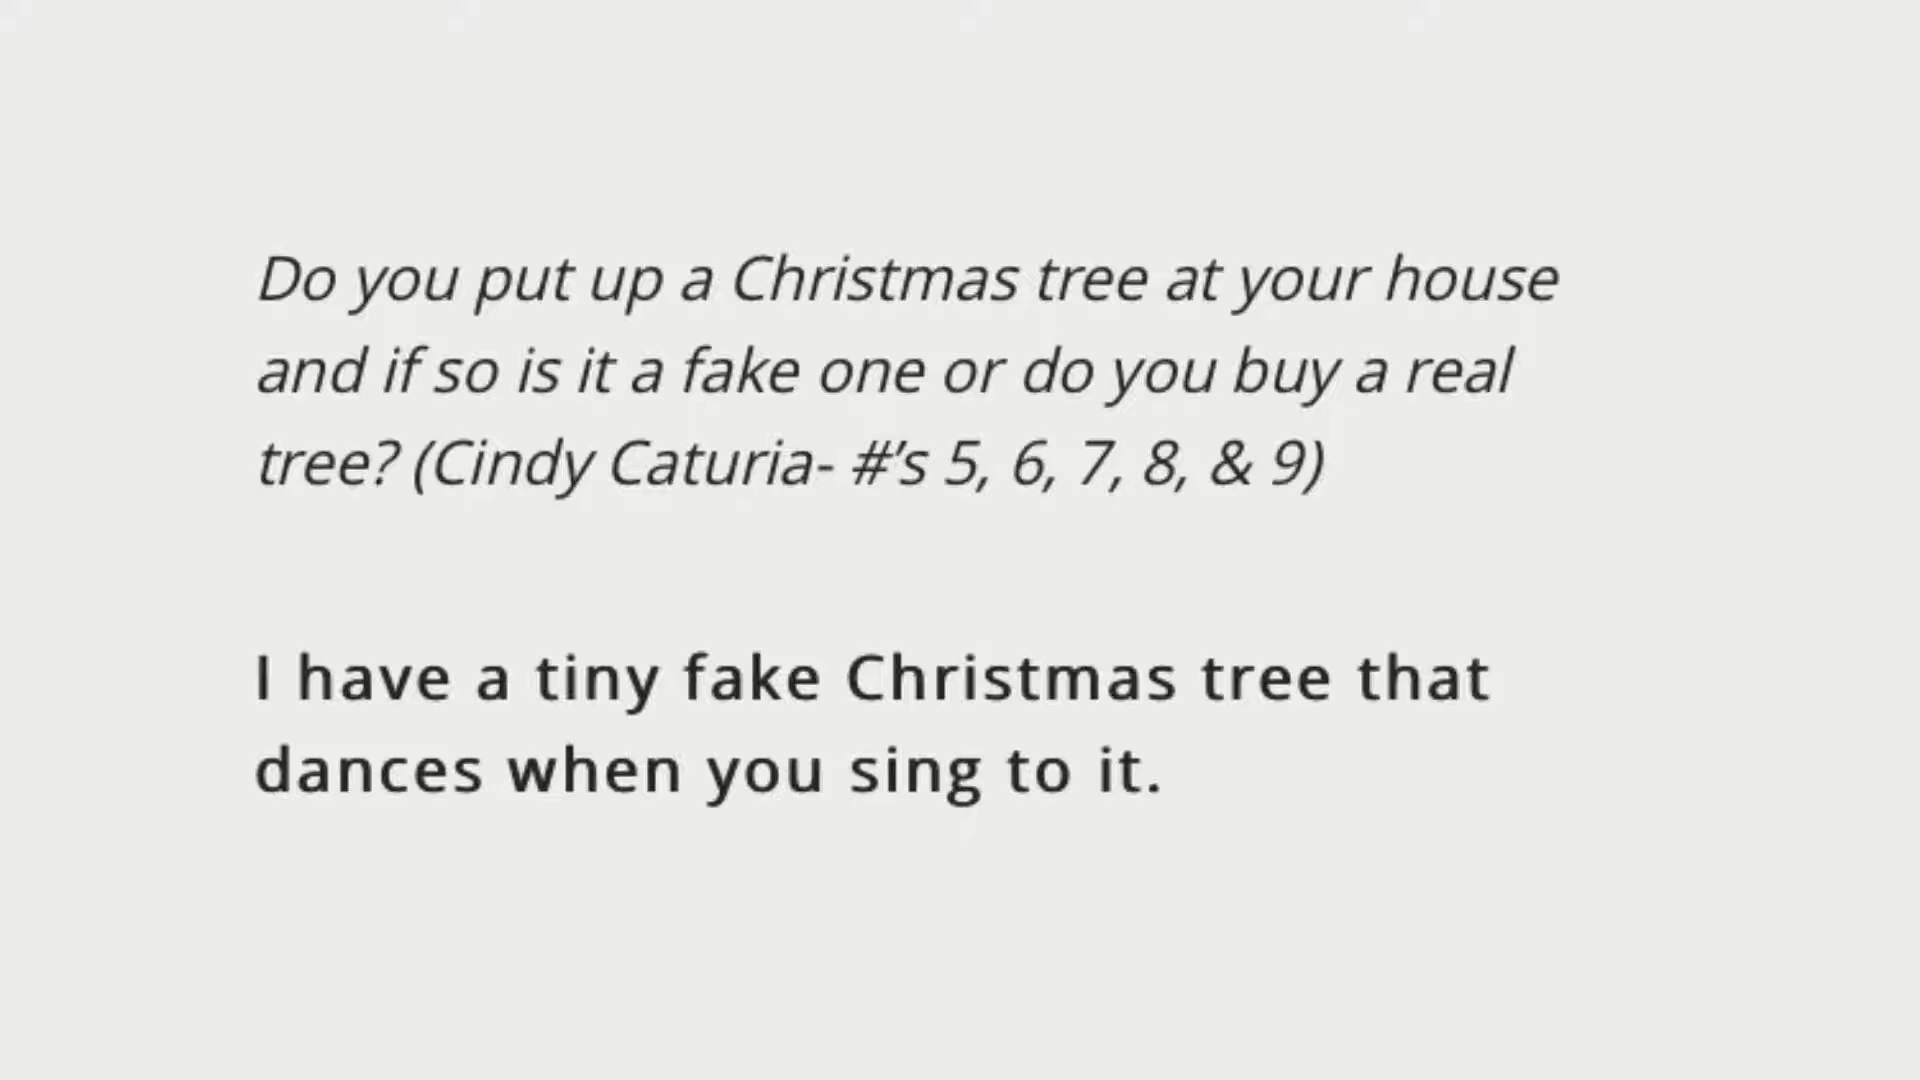 Do you put up a Christmas tree at your house
and if so is it a fake one or do you buy a real
tree? (Cindy Caturia- #’s 5, 6, 7, 8, & 9)
I have a tiny fake Christmas tree that
dances when you sing to it.